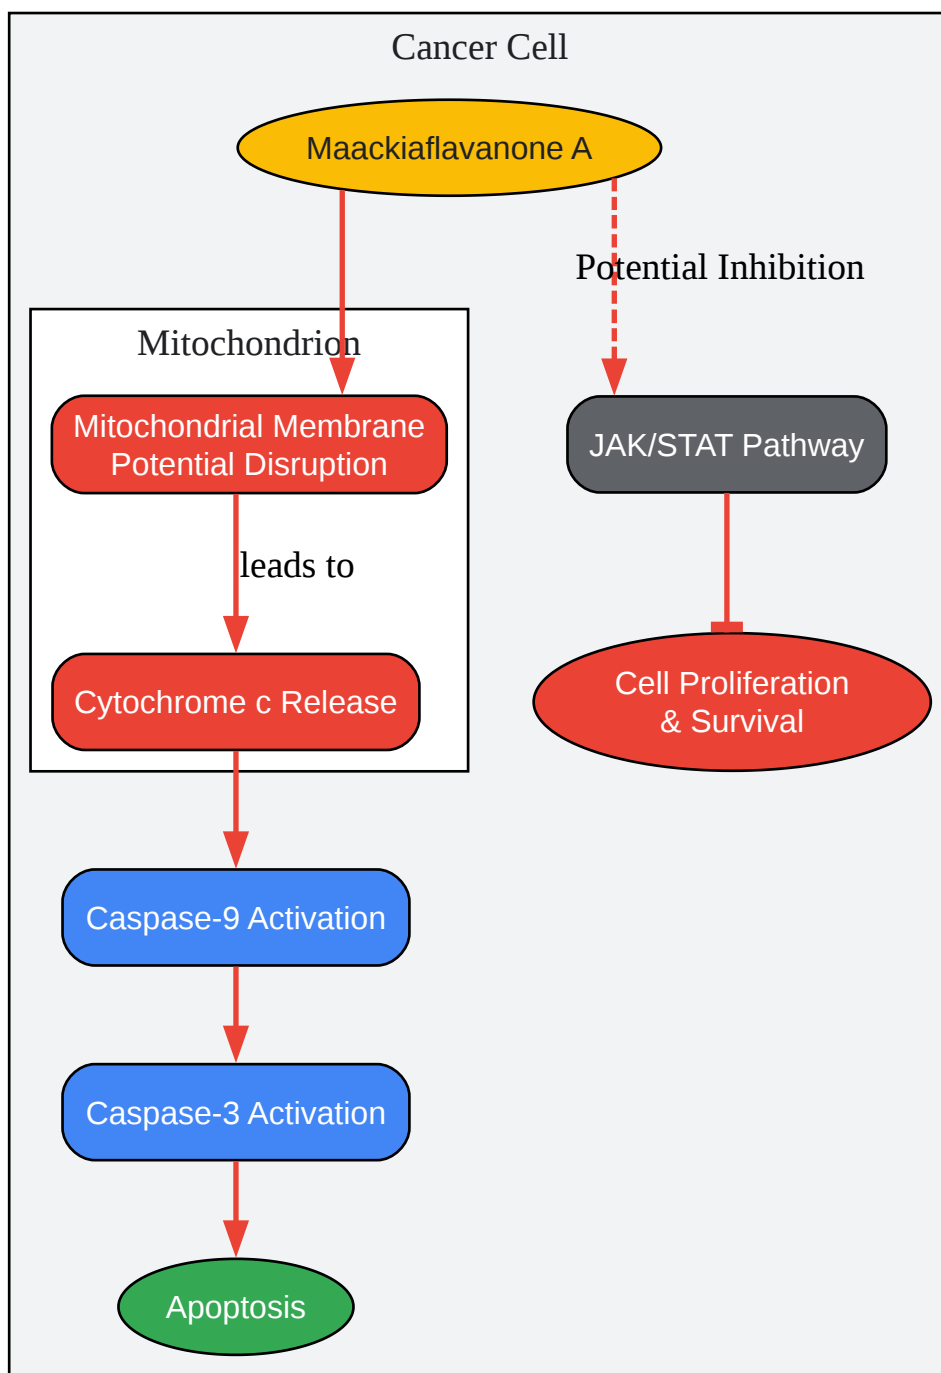 Cancer Cell
Maackiaflavanone A
Potential Inhibition
Mitochondrion
Mitochondrial Membrane
Potential Disruption
JAK/STAT Pathway
leads to
Cytochrome c Release
Cell Proliferation
& Survival
Caspase-9 Activation
Caspase-3 Activation
Apoptosis